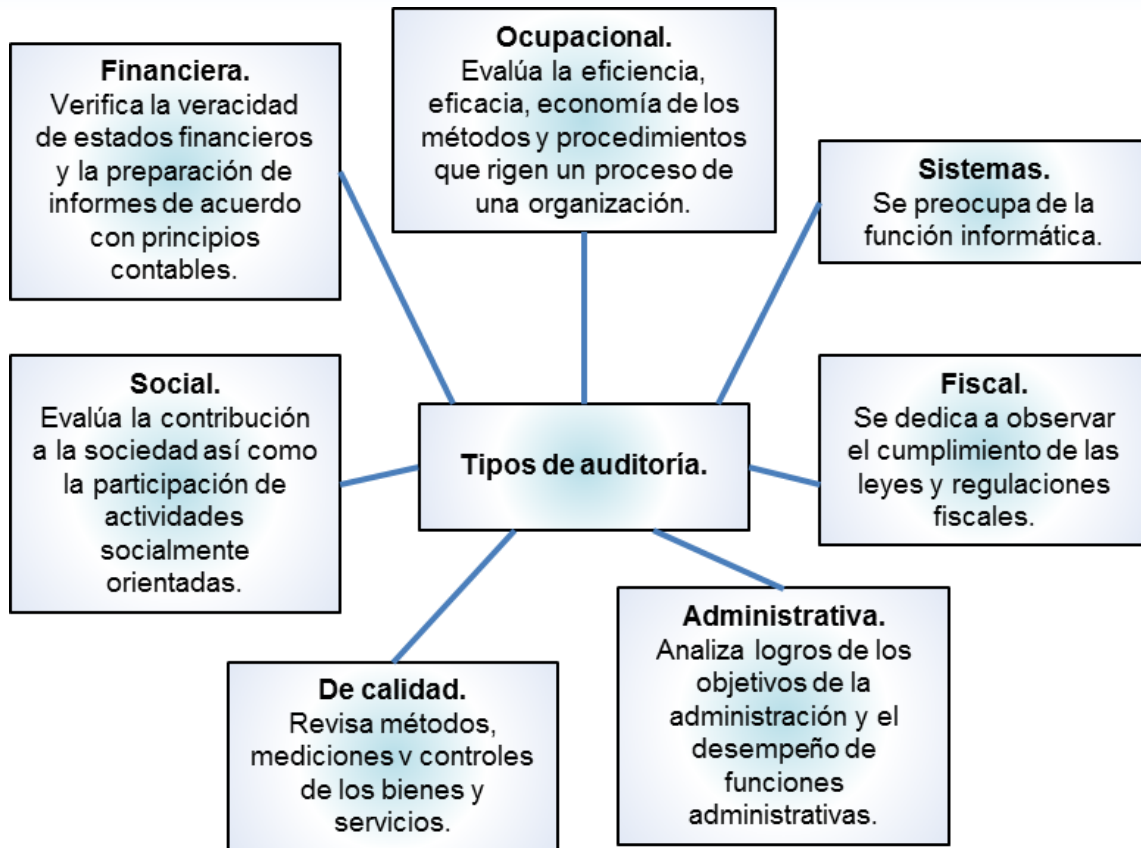 Financiera.
Verifica la veracidad
de estados financieros
y la preparación de
informes de acuerdo
con principios
contables.
Ocupacional.
Evalúa la eficiencia,
eficacia, economía de los
métodos y procedimientos
que rigen un proceso de
una organización.
Sistemas.
Se preocupa de la
función informática.
Social.
Evalúa la contribución
a la sociedad así como
la participación de
actividades
socialmente
orientadas.
Tipos de auditoría.
Fiscal.
Se dedica a observar
el cumplimiento de las
leyes y regulaciones
fiscales.
De calidad.
Revisa métodos,
mediciones v controles
de los bienes y
servicios.
Administrativa.
Analiza logros de los
objetivos de la
administración y el
desempeño de
funciones
administrativas.